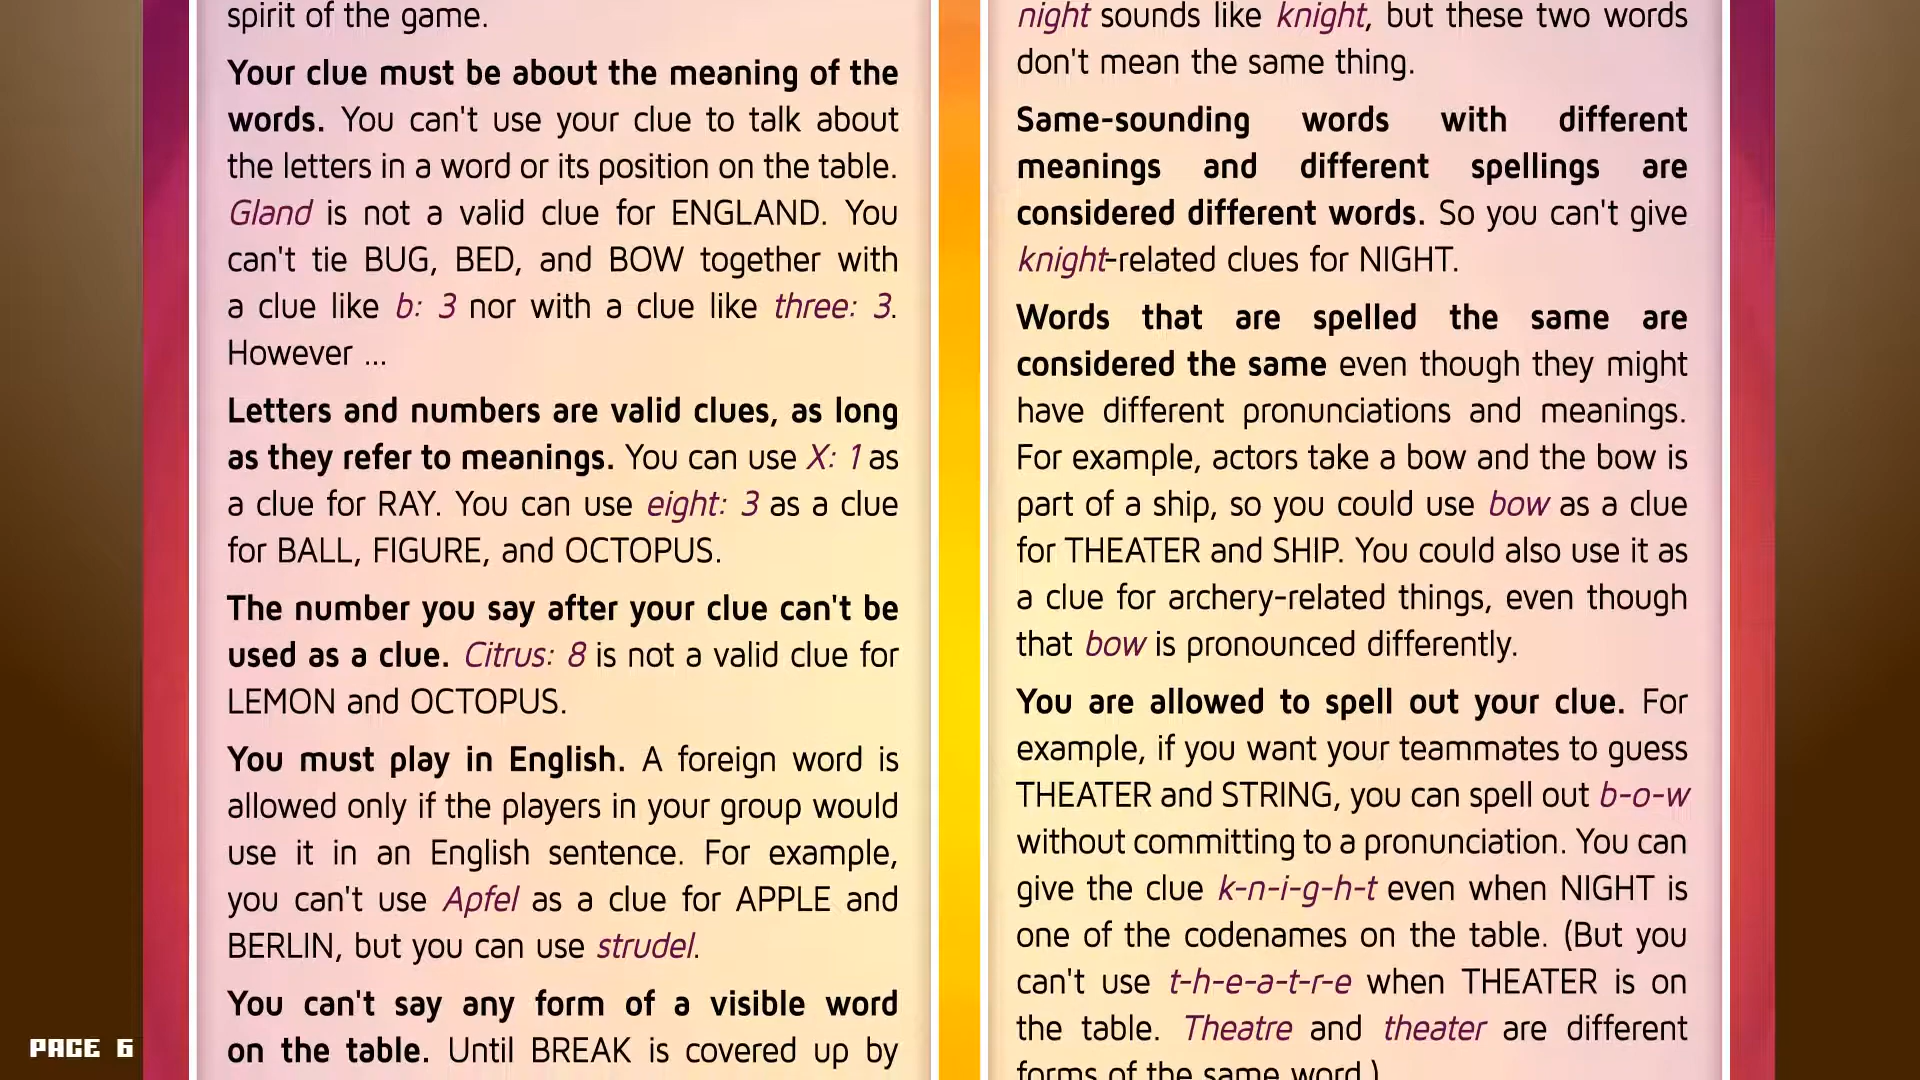 spirit of the game.
Your clue must be about the meaning of the
words. You can't use your clue to talk about
the letters in a word or its position on the table.
Gland is not a valid clue for ENGLAND. You
can't tie BUG, BED, and BOW together with
a clue like b: 3 nor with a clue like three: 3.
However ...
Letters and numbers are valid clues, as long
as they refer to meanings. You can use X: 1 as
a clue for RAY. You can use eight: 3 as a clue
for BALL, FIGURE, and OCTOPUS.
The number you say after your clue can't be
used as a clue. Citrus: 8 is not a valid clue for
LEMON and OCTOPUS.
You must play in English. A foreign word is
allowed only if the players in your group would
use it in an English sentence. For example,
you can't use Apfel as a clue for APPLE and
BERLIN, but you can use strudel.
You can't say any form of a visible word
on the table. Until BREAK is covered up by
night sounds like knight, but these two words
don't mean the same thing.
Same-sounding words with different
meanings and different spellings are
considered different words. So you can't give
knight-related clues for NIGHT.
Words that are spelled the same are
considered the same even though they might
have different pronunciations and meanings.
For example, actors take a bow and the bow is
part of a ship, so you could use bow as a clue
for THEATER and SHIP. You could also use it as
a clue for archery-related things, even though
that bow is pronounced differently.
You are allowed to spell out your clue. For
example, if you want your teammates to guess
THEATER and STRING, you can spell out b-o-w
without committing to a pronunciation. You can
give the clue k-n-i-g-h-t even when NIGHT is
one of the codenames on the table. (But you
can't use t-h-e-a-t-r-e when THEATER is on
the table. Theatre and theater are different
forms of the same word.)
PAGE 6